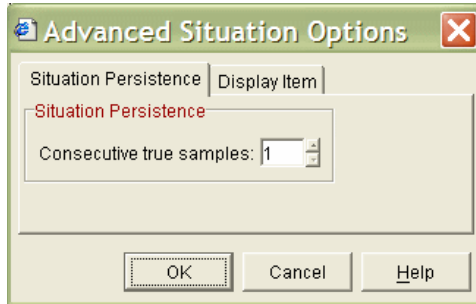 Advanced Situation Options
Situation Persistence Display Item
Situation Persistence
Consecutive true samples: 1
OK Cancel Help